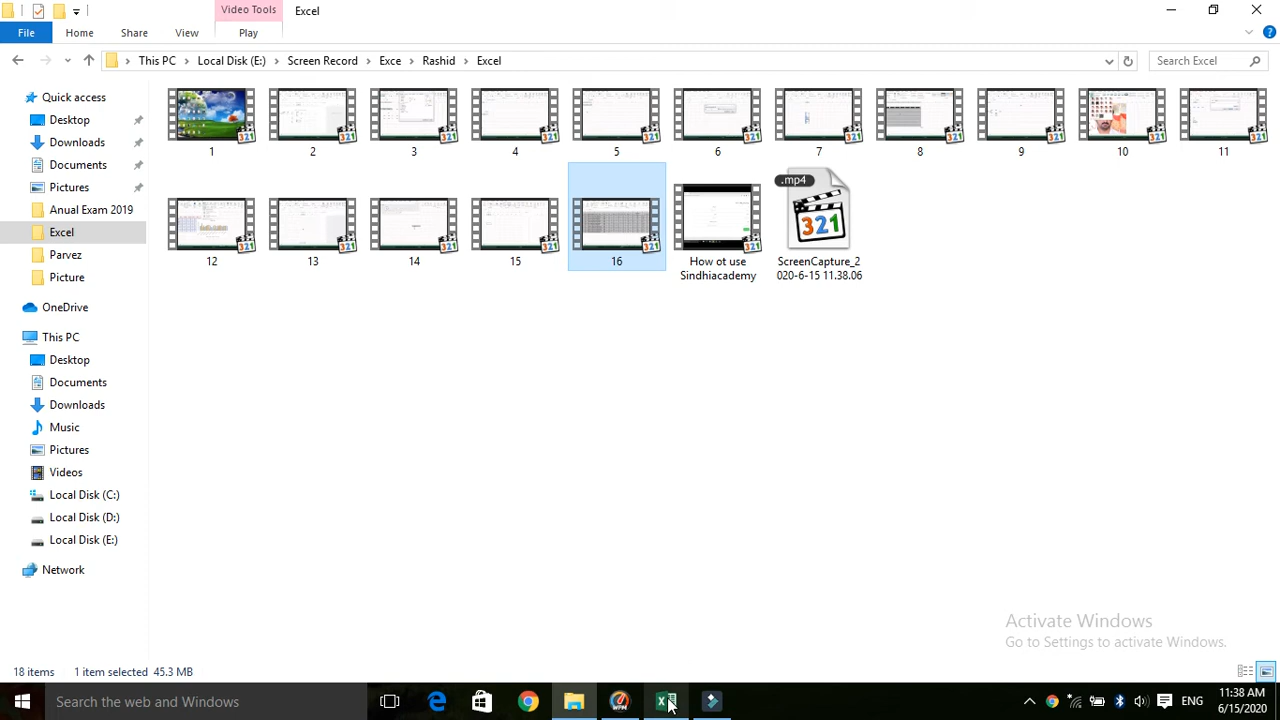 Video Tools
Excel
File
Home
Share
View
Play
This PC
Local Disk (E:)
Screen Record
Exce
Rashid
Excel
Search Excel
Quick access
Desktop
Downloads
Documents
Pictures
Anual Exam 2019
Excel
Parvez
Picture
OneDrive
This PC
Desktop
Documents
Downloads
Music
Pictures
Videos
Local Disk (C:)
Local Disk (D:)
Local Disk (E:)
Network
1
2
3
4
5
6
7
8
9
10
11
12
13
14
15
16
.mp4
How ot use
Sindhiacademy
ScreenCapture_2
020-6-15 11.38.06
Activate Windows
Go to Settings to activate Windows.
18 items
1 item selected 45.3 MB
Search the web and Windows
ENG
11:38 AM
6/15/2020